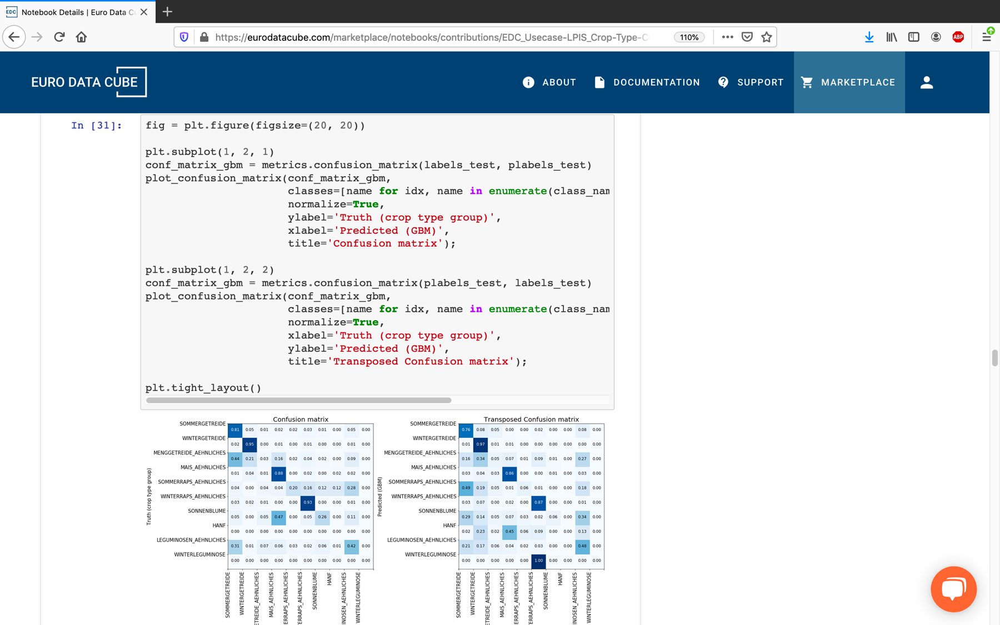 EDC Notebook Details | Euro Data Cu
https://eurodatacube.com/marketplace/notebooks/contributions/EDC_Usecase-LPIS_Crop-Type-C
110%
ABP
EURO DATA CUBE
ABOUT
DOCUMENTATION
SUPPORT
MARKETPLACE
In [31]:
fig = plt.figure(figsize=(20, 20))
plt.subplot(1, 2, 1)
conf_matrix_gbm = metrics.confusion_matrix(labels_test, plabels_test)
plot_confusion_matrix(conf_matrix_gbm,
classes=[name for idx, name in enumerate(class_nam
normalize=True,
ylabel='Truth (crop type group)',
xlabel='Predicted (GBM)',
title='Confusion matrix');
plt.subplot(1, 2, 2)
conf_matrix_gbm = metrics.confusion_matrix(plabels_test, labels_test)
plot_confusion_matrix(conf_matrix_gbm,
classes=[name for idx, name in enumerate(class_nam
normalize=True,
xlabel='Truth (crop type group)',
ylabel='Predicted (GBM)',
title='Transposed Confusion matrix');
plt.tight_layout()
Confusion matrix
Truth (crop type group)
SOMMERGETREIDE 0.81 0.05 0.01 0.02 0.02 0.03 0.01 0.00 0.05 0.00
WINTERGETREIDE 0.02 0.95 0.00 0.01 0.00 0.01 0.00 0.00 0.01 0.00
MENGGETREIDE_AEHNLICHES 0.44 0.21 0.03 0.16 0.02 0.04 0.02 0.00 0.09 0.00
MAIS_AEHNLICHES 0.01 0.04 0.01 0.88 0.00 0.02 0.00 0.02 0.02 0.00
SOMMERRAPS_AEHNLICHES 0.04 0.00 0.04 0.04 0.20 0.16 0.12 0.12 0.28 0.00
WINTERRAPS_AEHNLICHES 0.03 0.02 0.01 0.00 0.00 0.93 0.00 0.00 0.01 0.00
SONNENBLUME 0.05 0.00 0.05 0.47 0.00 0.05 0.26 0.00 0.11 0.00
HANF 0.00 0.00 0.00 0.00 0.00 0.00 0.00 0.00 0.00 0.00
LEGUMINOSEN_AEHNLICHES 0.31 0.01 0.07 0.06 0.03 0.02 0.06 0.01 0.42 0.00
WINTERLEGUMINOSE 0.00 0.00 0.00 0.00 0.00 0.00 0.00 0.00 0.00 0.00
SOMMERGETREIDE
WINTERGETREIDE
ETREIDE_AEHNLICHES
MAIS_AEHNLICHES
ERRAPS_AEHNLICHES
ERRAPS_AEHNLICHES
SONNENBLUME
HANF
INOSEN_AEHNLICHES
WINTERLEGUMINOSE
Transposed Confusion matrix
Predicted (GBM)
SOMMERGETREIDE 0.76 0.08 0.05 0.00 0.00 0.02 0.00 0.00 0.08 0.00
WINTERGETREIDE 0.01 0.97 0.01 0.01 0.00 0.00 0.00 0.00 0.00 0.00
MENGGETREIDE_AEHNLICHES 0.16 0.34 0.05 0.07 0.01 0.09 0.01 0.00 0.27 0.00
MAIS_AEHNLICHES 0.03 0.04 0.03 0.86 0.00 0.00 0.01 0.00 0.03 0.00
SOMMERRAPS_AEHNLICHES 0.49 0.19 0.05 0.01 0.06 0.01 0.00 0.00 0.18 0.00
WINTERRAPS_AEHNLICHES 0.03 0.07 0.00 0.02 0.00 0.87 0.00 0.00 0.01 0.00
SONNENBLUME 0.29 0.14 0.05 0.07 0.03 0.02 0.06 0.00 0.34 0.00
HANF 0.02 0.23 0.02 0.45 0.06 0.09 0.00 0.00 0.13 0.00
LEGUMINOSEN_AEHNLICHES 0.21 0.17 0.06 0.04 0.02 0.03 0.00 0.00 0.48 0.00
WINTERLEGUMINOSE 0.00 0.00 0.00 0.00 0.00 1.00 0.00 0.00 0.00 0.00
SOMMERGETREIDE
WINTERGETREIDE
ETREIDE_AEHNLICHES
MAIS_AEHNLICHES
ERRAPS_AEHNLICHES
ERRAPS_AEHNLICHES
SONNENBLUME
HANF
INOSEN_AEHNLICHES
WINTERLEGUMINOSE